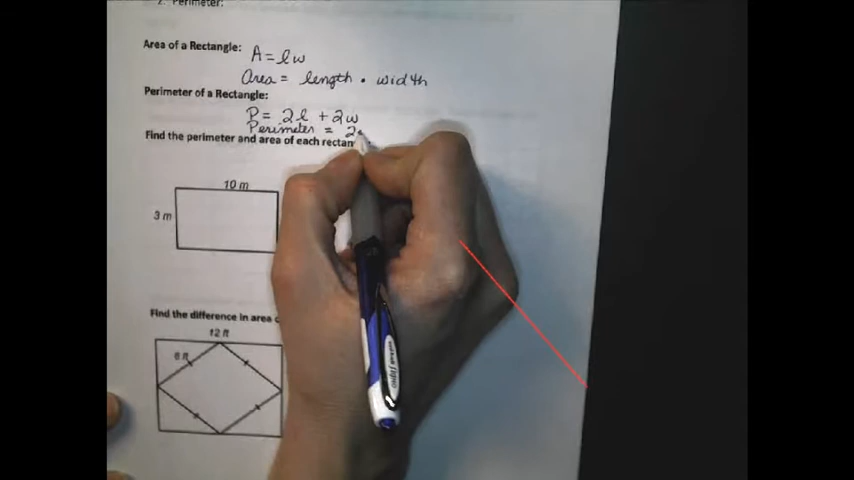 2. Perimeter:
Area of a Rectangle: A = lw
Area = length · width
Perimeter of a Rectangle:
P = 2l + 2w
Perimeter = 2
Find the perimeter and area of each
10 m
3 m
Find the difference in area
12 ft
6 ft